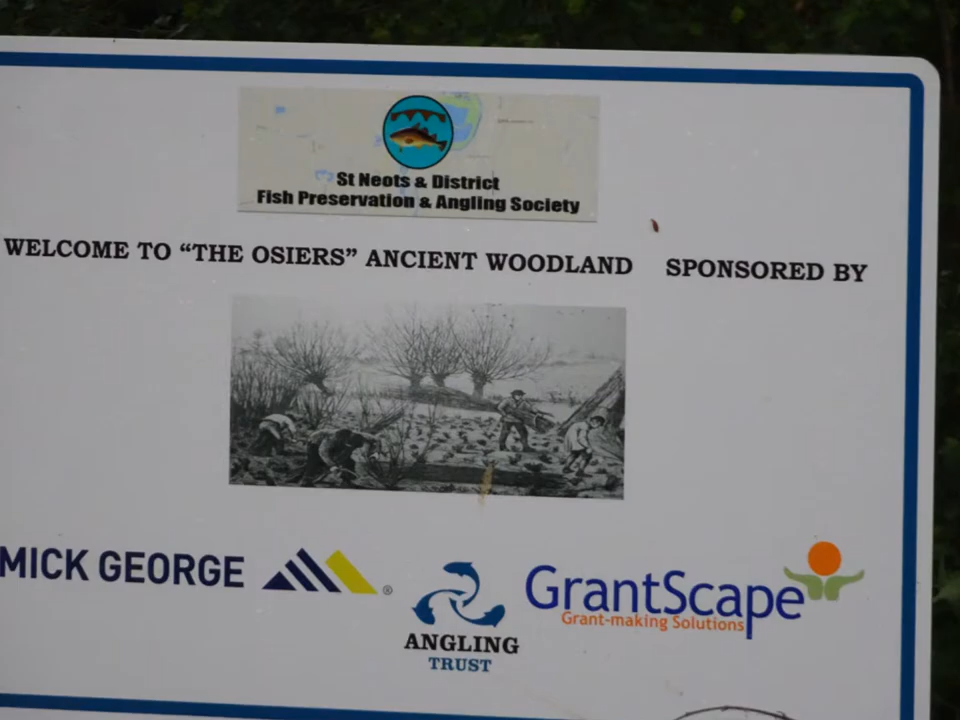 St Neots & District
Fish Preservation & Angling Society
WELCOME TO “THE OSIERS” ANCIENT WOODLAND SPONSORED BY
MICK GEORGE ®
ANGLING
TRUST
GrantScape
Grant-making Solutions